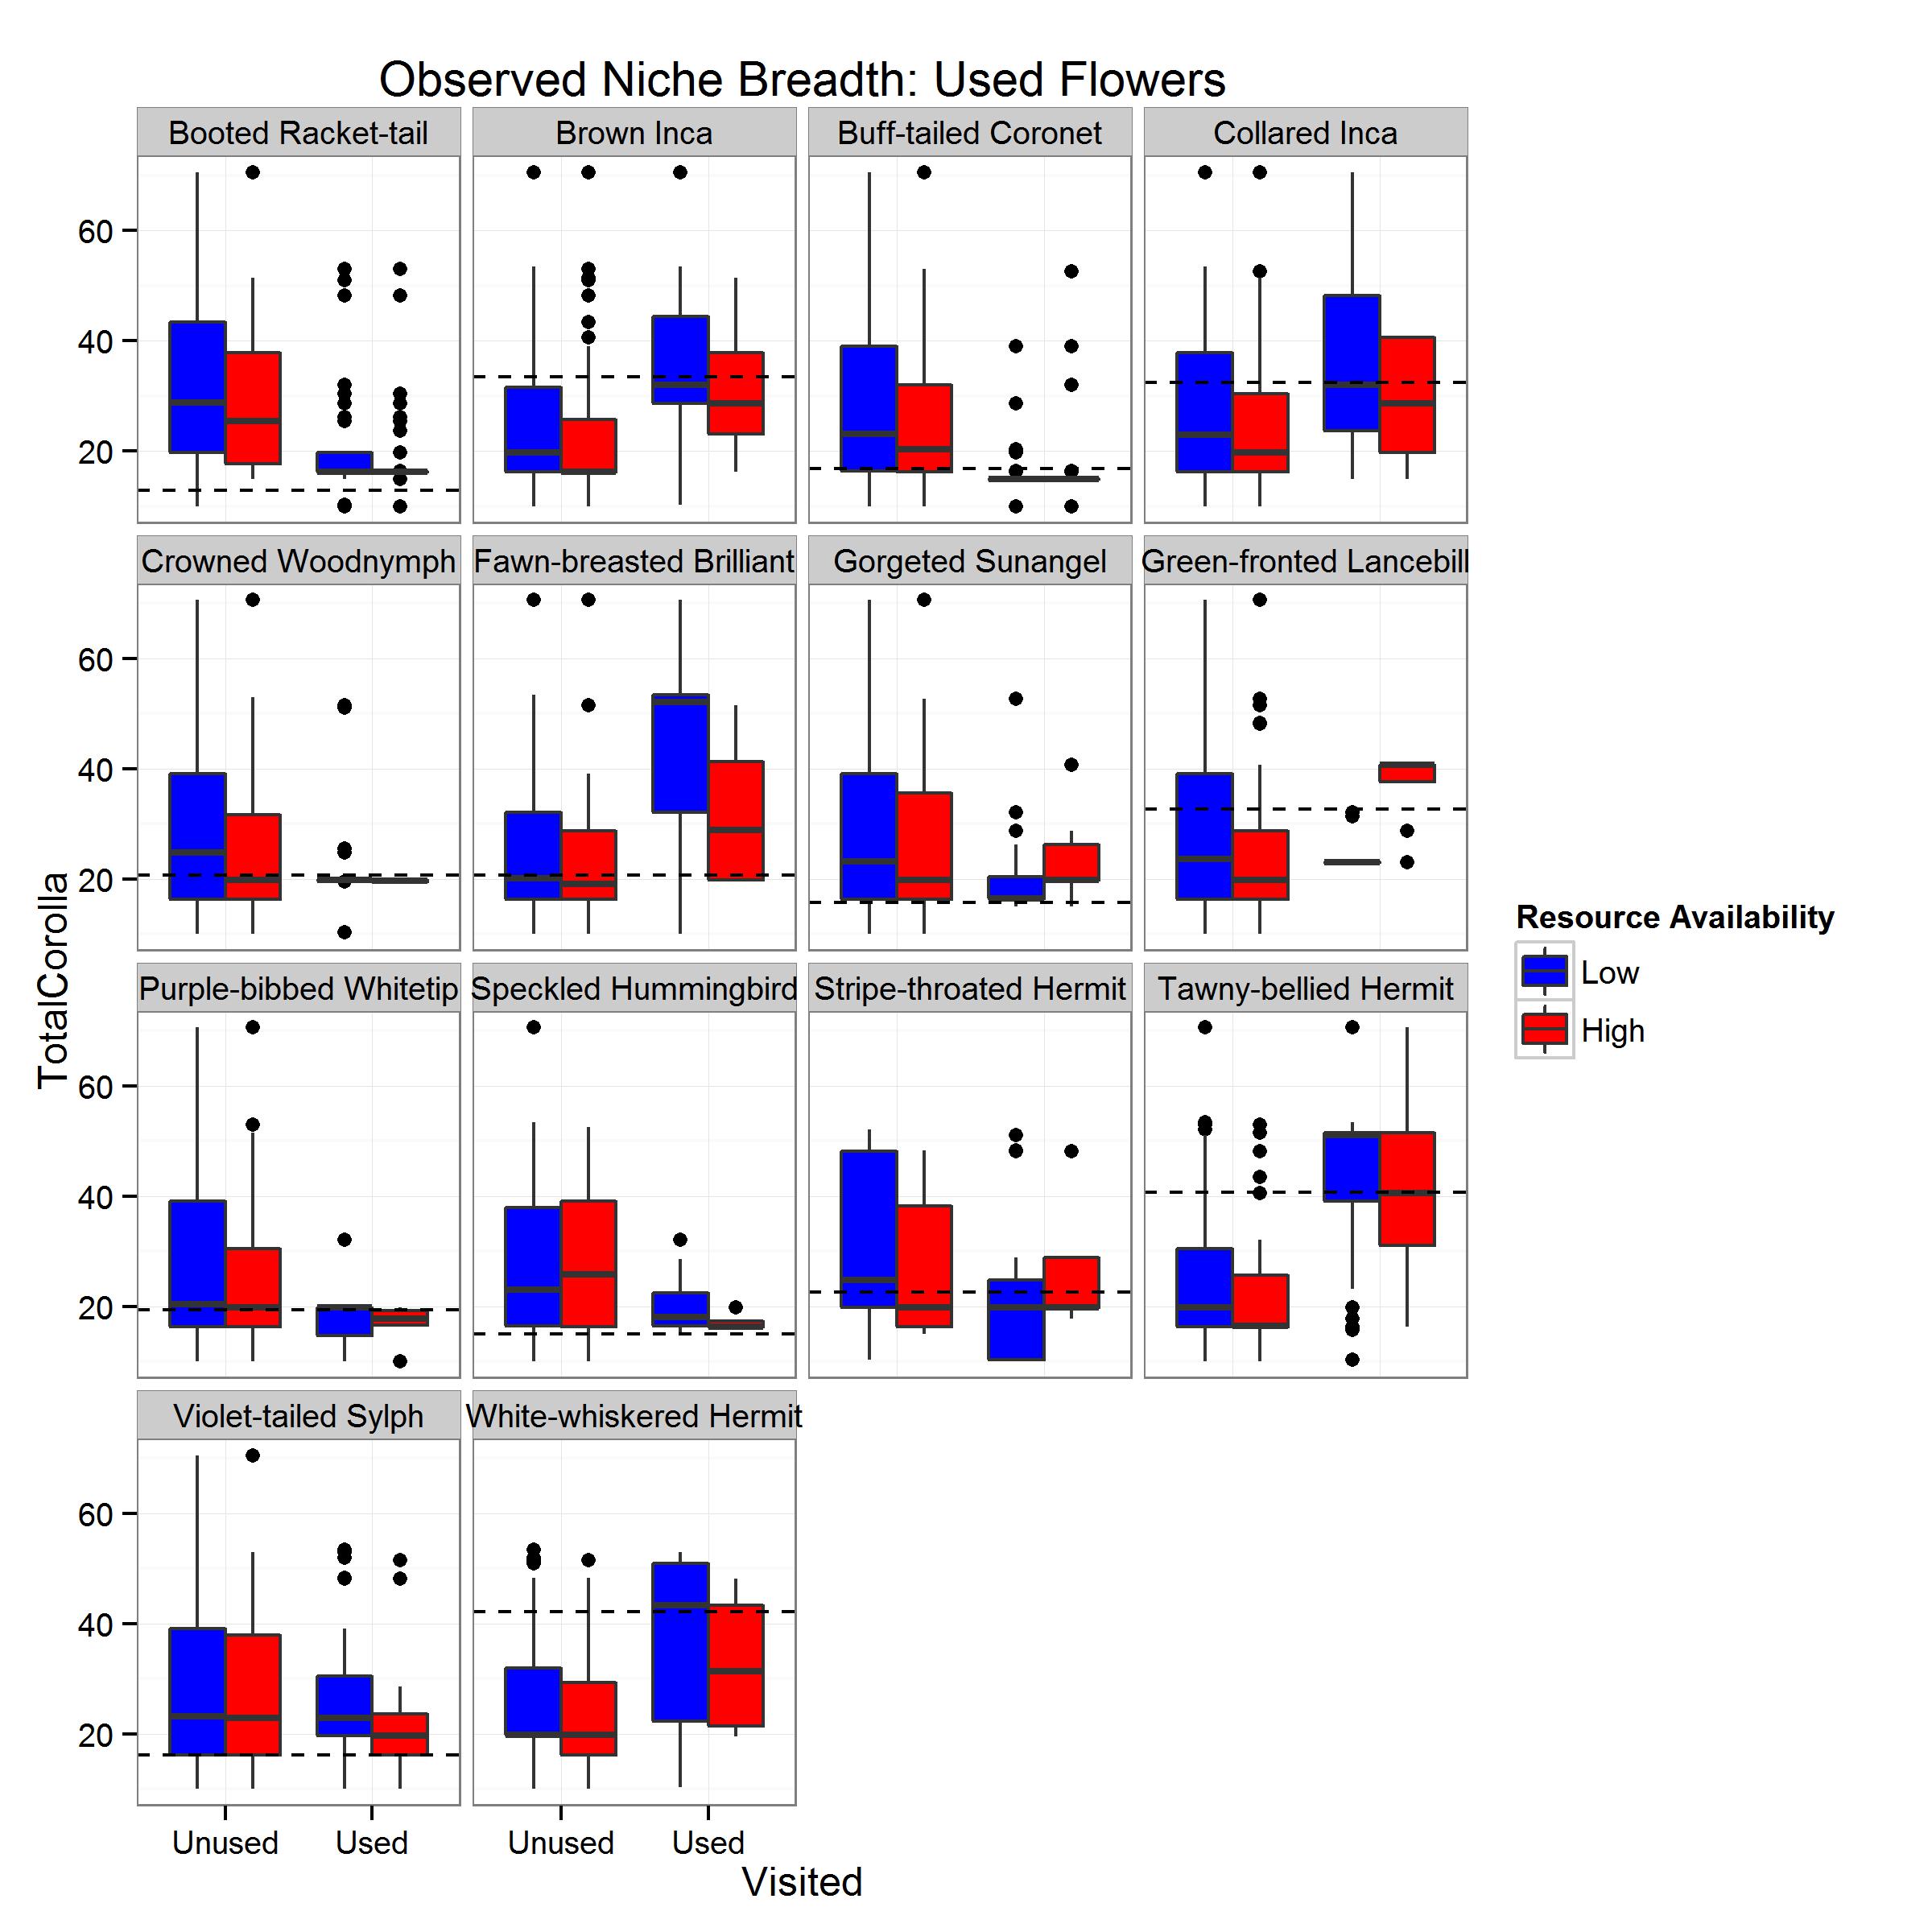 Observed Niche Breadth: Used Flowers
Booted Racket-tail
Brown Inca
Buff-tailed Coronet
Collared Inca
60
40
20
Crowned Woodnymph
Fawn-breasted Brilliant
Gorgeted Sunangel
Green-fronted Lancebill
60
40
20
TotalCorolla
Resource Availability
Low
High
Purple-bibbed Whitetip
Speckled Hummingbird
Stripe-throated Hermit
Tawny-bellied Hermit
60
40
20
Violet-tailed Sylph
White-whiskered Hermit
60
40
20
Unused Used Unused Used
Visited